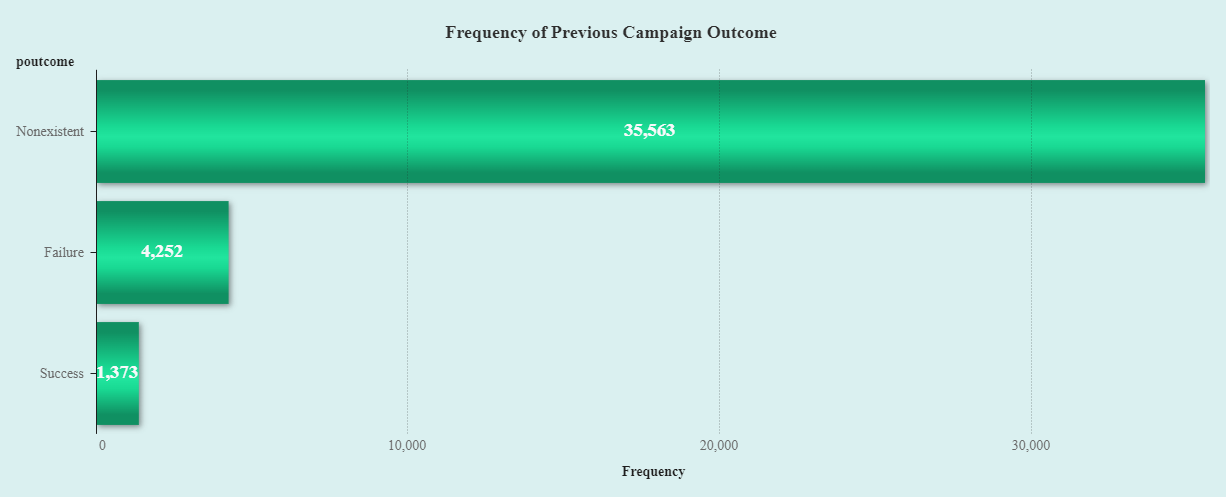 Frequency of Previous Campaign Outcome
poutcome
Nonexistent
35,563
Failure
4,252
Success
1,373
0
10,000
20,000
30,000
Frequency